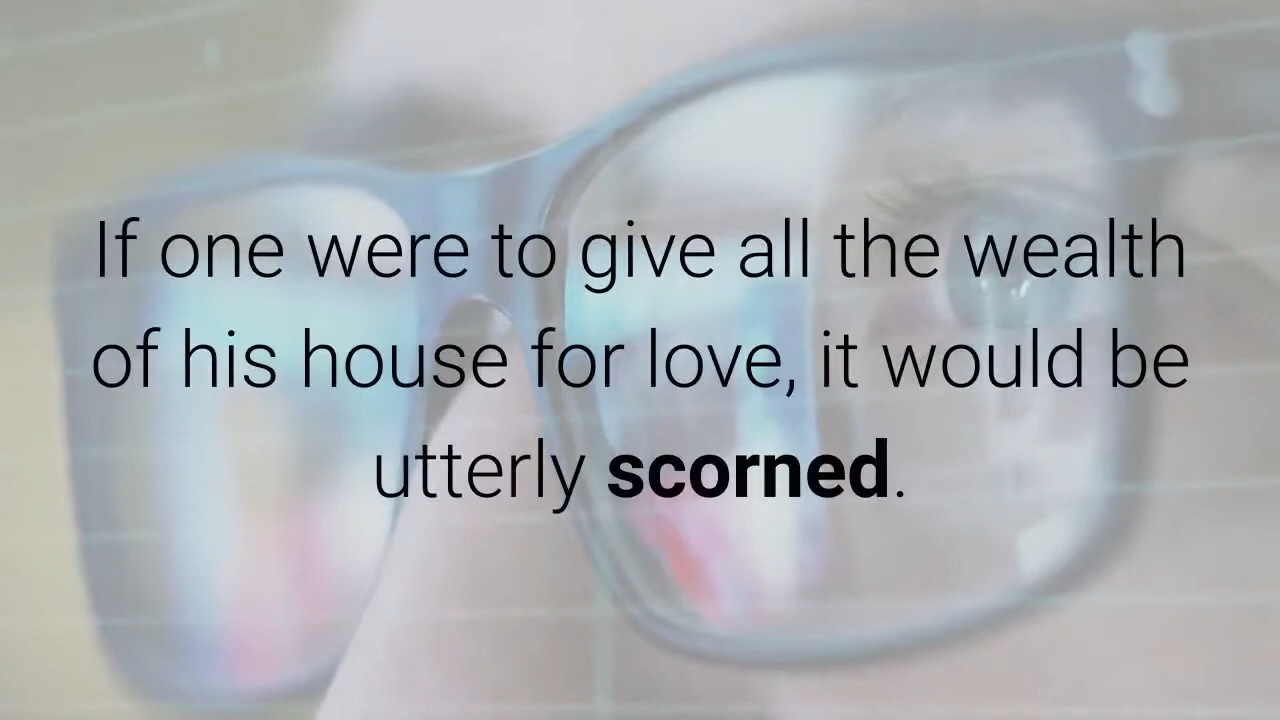 If one were to give all the wealth
of his house for love, it would be
utterly scorned.